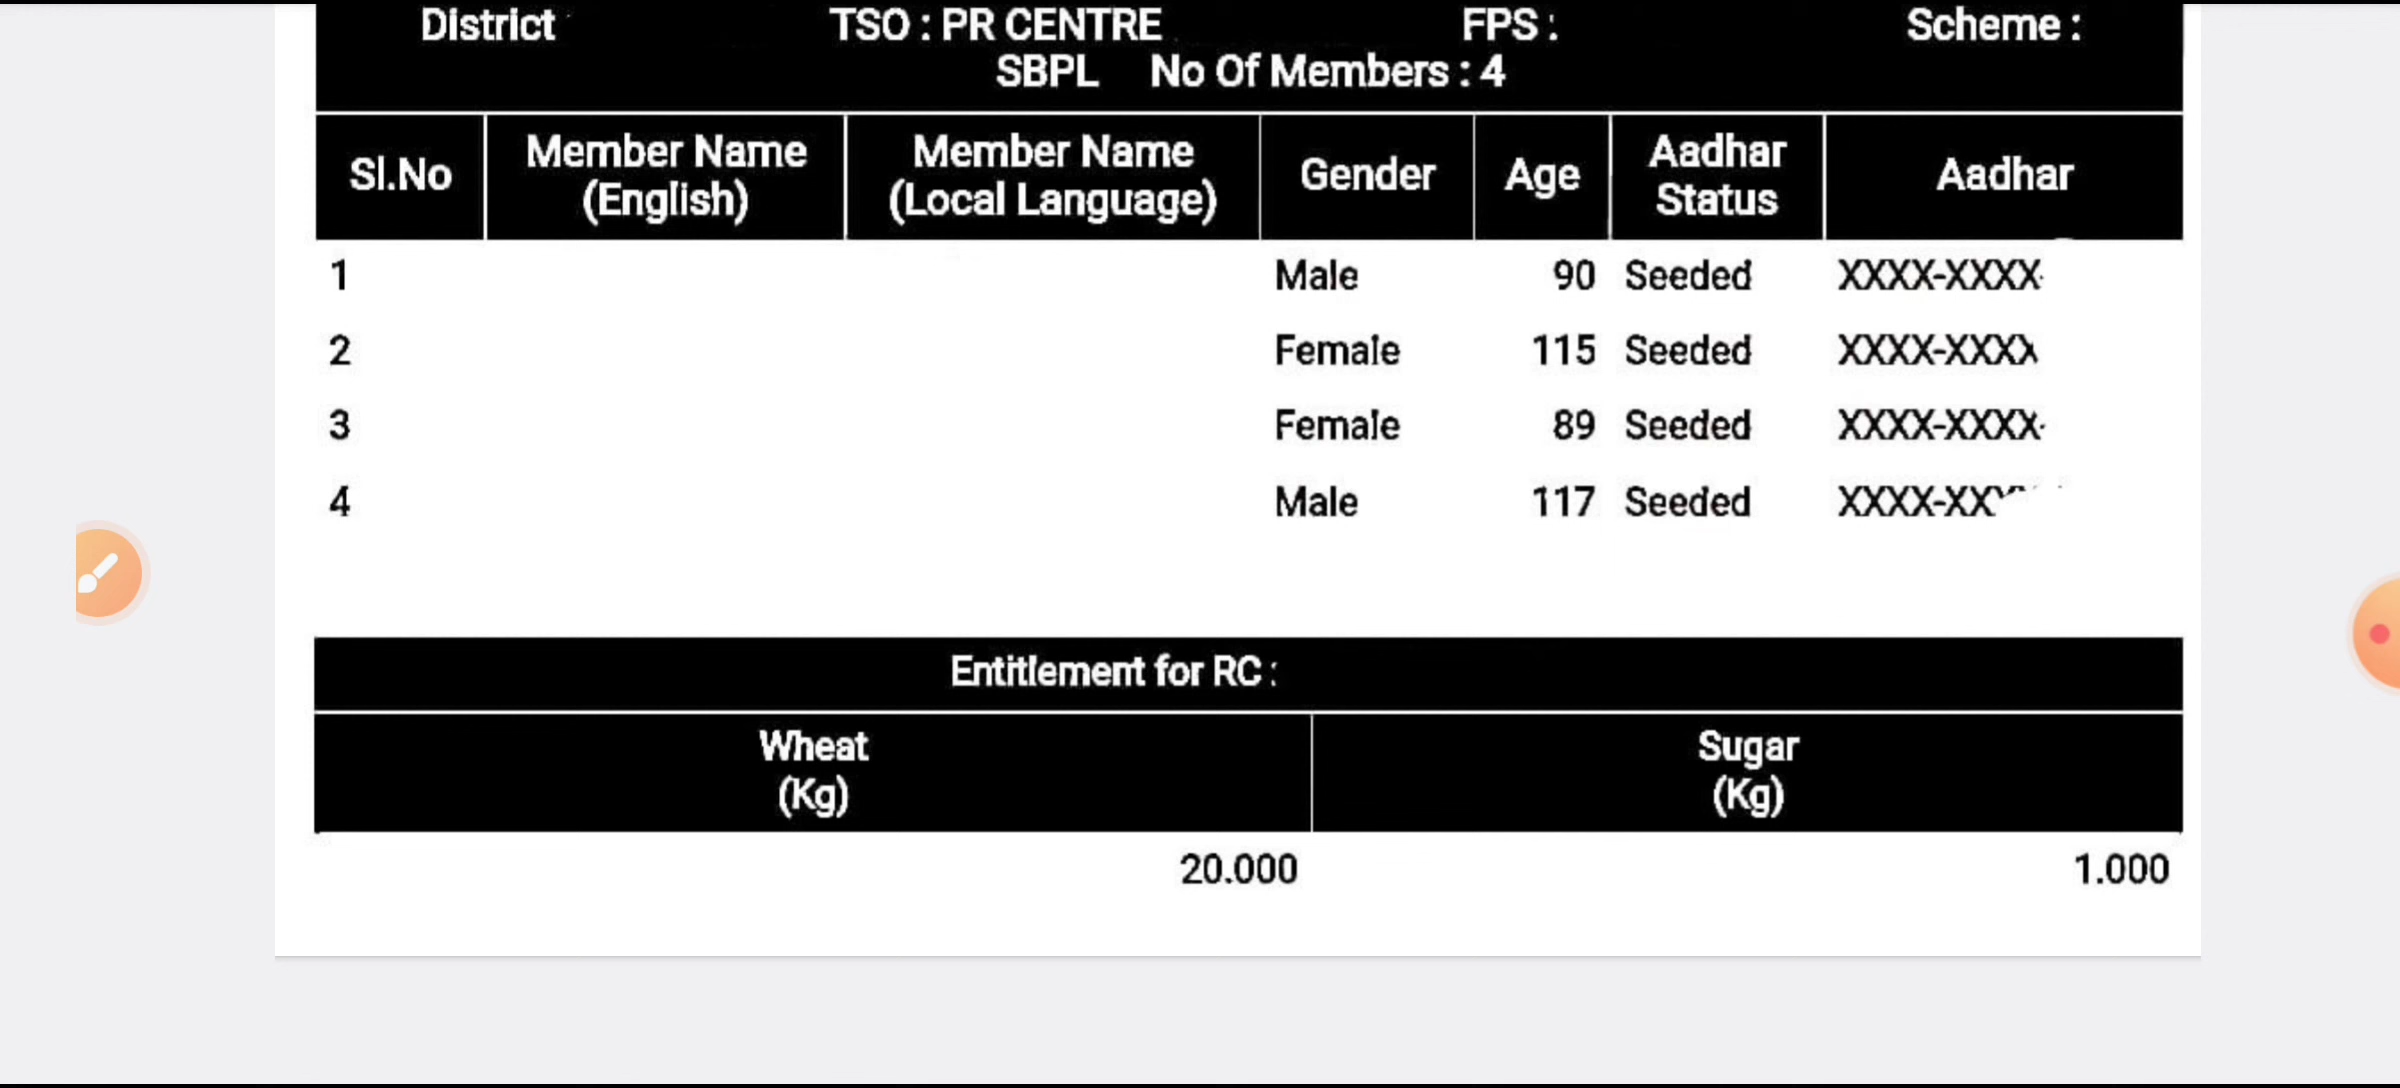 District TSO : PR CENTRE FPS : Scheme :
SBPL No Of Members : 4
Sl.No Member Name (English) Member Name (Local Language) Gender Age Aadhar Status Aadhar
1 Male 90 Seeded XXXX-XXXX
2 Female 115 Seeded XXXX-XXXX
3 Female 89 Seeded XXXX-XXXX
4 Male 117 Seeded XXXX-XX
Entitlement for RC :
Wheat (Kg) Sugar (Kg)
20.000 1.000